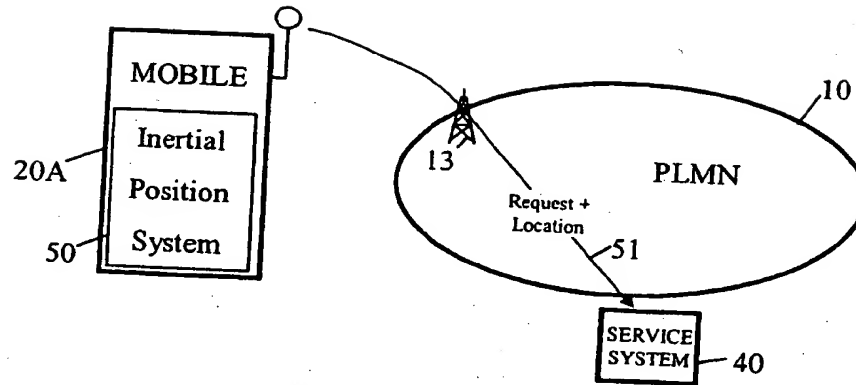 MOBILE
Inertial
Position
System
20A
50
10
13
PLMN
Request +
Location
51
SERVICE
SYSTEM
40